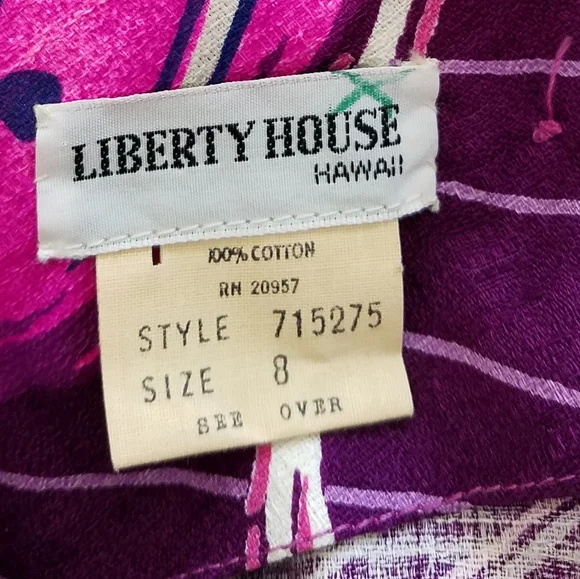 LIBERTY HOUSE
HAWAII
100% COTTON
RN 20957
STYLE 715275
SIZE 8
SEE OVER